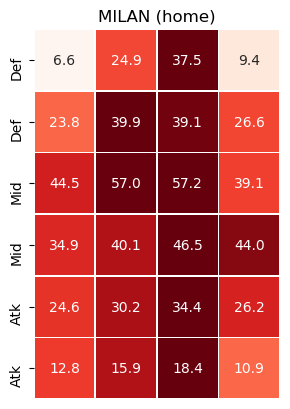 MILAN (home)
Def 6.6 24.9 37.5 9.4
Def 23.8 39.9 39.1 26.6
Mid 44.5 57.0 57.2 39.1
Mid 34.9 40.1 46.5 44.0
Atk 24.6 30.2 34.4 26.2
Atk 12.8 15.9 18.4 10.9